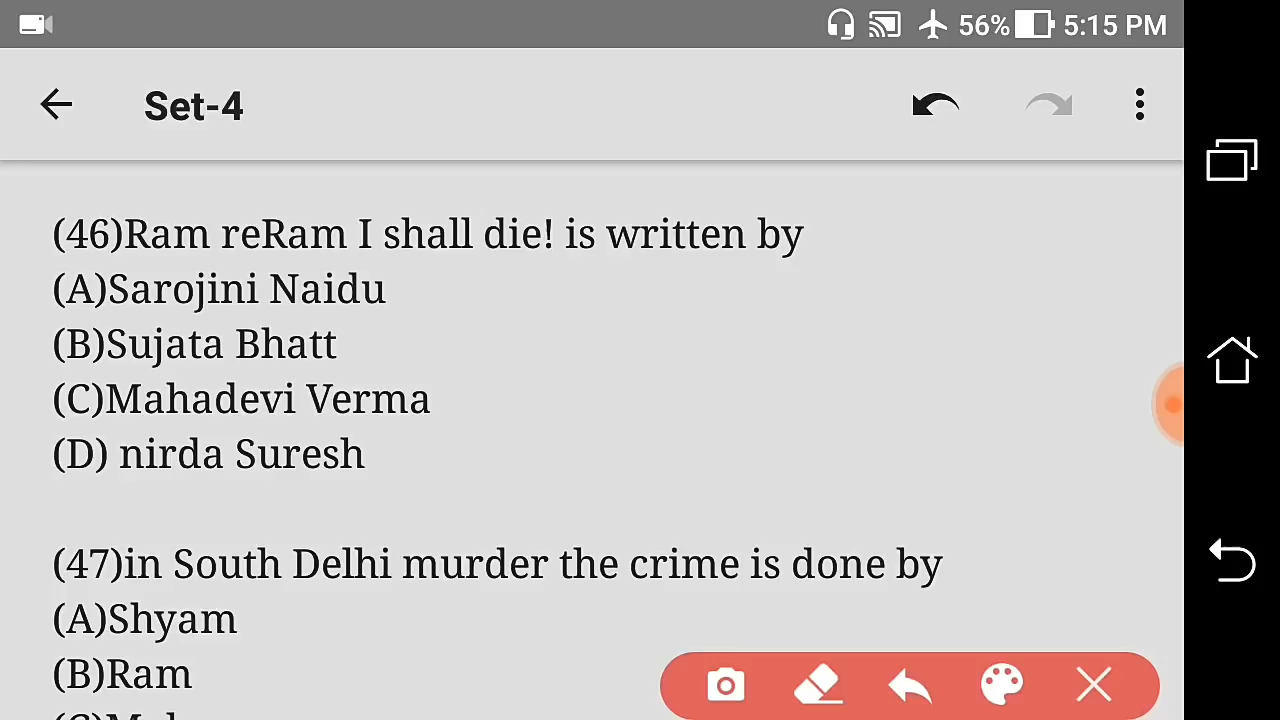 56% 5:15 PM
Set-4
(46)Ram reRam I shall die! is written by
(A)Sarojini Naidu
(B)Sujata Bhatt
(C)Mahadevi Verma
(D) nirda Suresh
(47)in South Delhi murder the crime is done by
(A)Shyam
(B)Ram